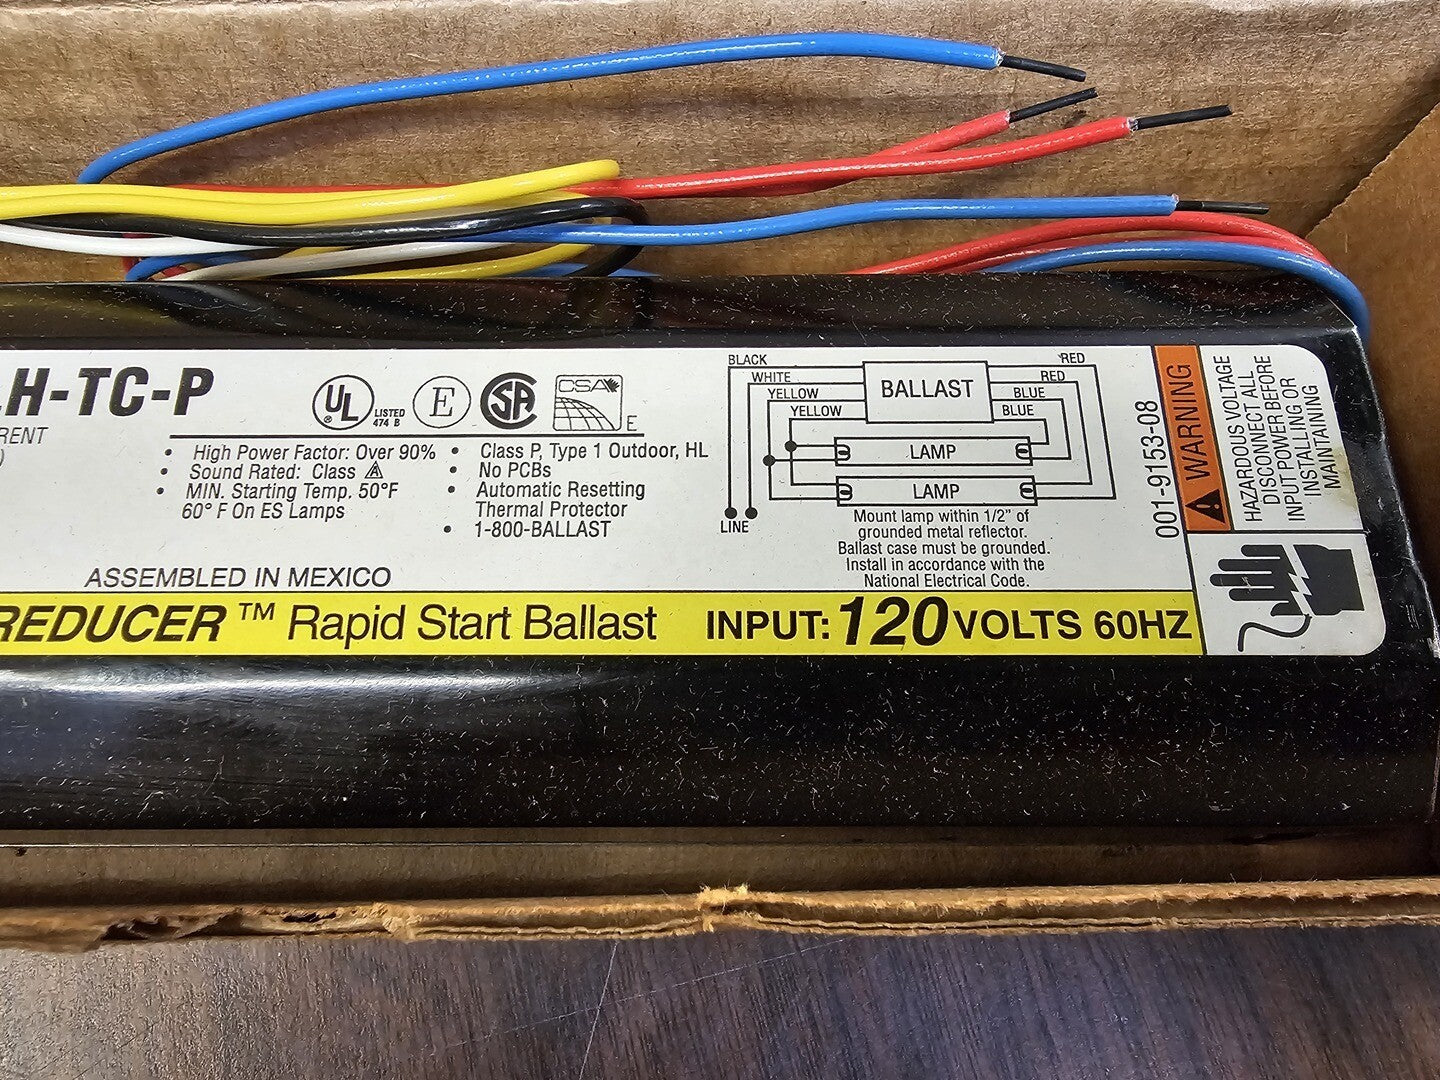 LH-TC-P
RENT
)
UL
®
LISTED
474 B
E
CSA
CSA
E
• High Power Factor: Over 90%
• Sound Rated: Class A
• MIN. Starting Temp. 50°F
60° F On ES Lamps
• Class P, Type 1 Outdoor, HL
• No PCBs
• Automatic Resetting
Thermal Protector
• 1-800-BALLAST
ASSEMBLED IN MEXICO
BLACK
WHITE
YELLOW
YELLOW
BALLAST
RED
RED
BLUE
BLUE
LAMP
LAMP
LINE
Mount lamp within 1/2" of
grounded metal reflector.
Ballast case must be grounded.
Install in accordance with the
National Electrical Code.
001-9153-08
WARNING
HAZARDOUS VOLTAGE
DISCONNECT ALL
INPUT POWER BEFORE
INSTALLING OR
MAINTAINING
REDUCER™ Rapid Start Ballast INPUT: 120 VOLTS 60HZ